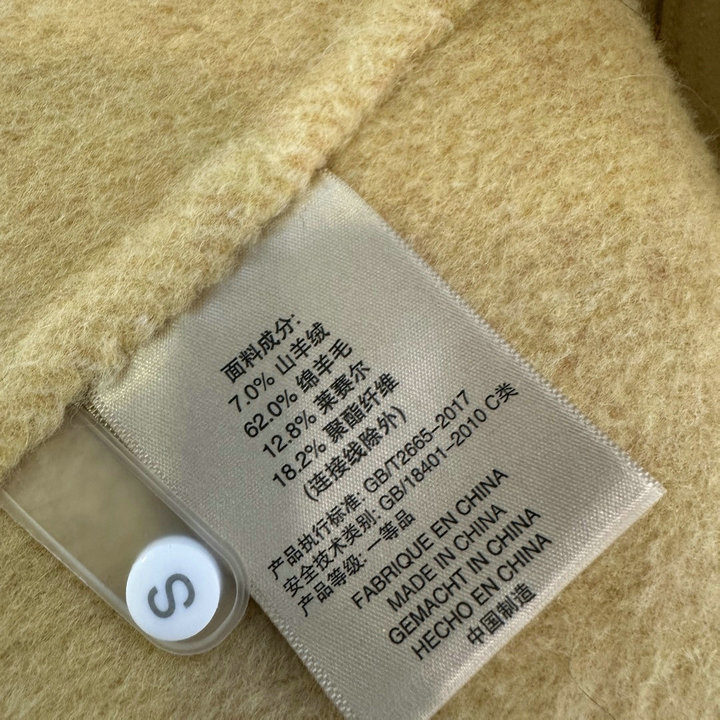 面料成分:
7.0% 山羊绒
62.0% 绵羊毛
12.8% 莱赛尔
18.2% 聚酯纤维
(连接线除外)
产品执行标准: GB/T2665-2017
安全技术类别: GB/18401-2010 C类
产品等级: 一等品
FABRIQUE EN CHINA
MADE IN CHINA
GEMACHT IN CHINA
HECHO EN CHINA
中国制造
S